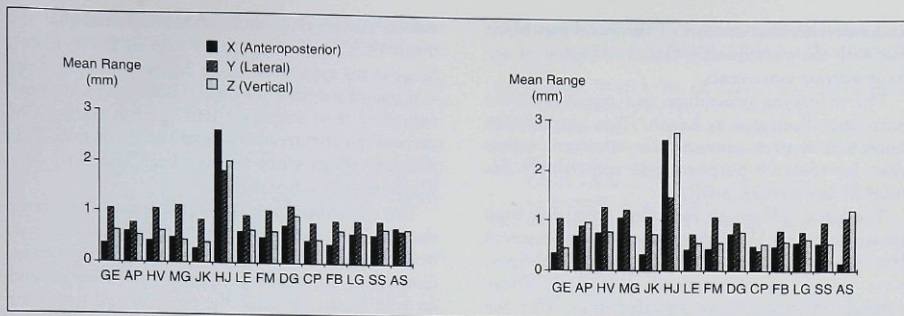 X (Anteroposterior)
Y (Lateral)
Z (Vertical)
Mean Range
(mm)
3
2
1
0
GE AP HV MG JK HJ LE FM DG CP FB LG SS AS
Mean Range
(mm)
3
2
1
0
GE AP HV MG JK HJ LE FM DG CP FB LG SS AS